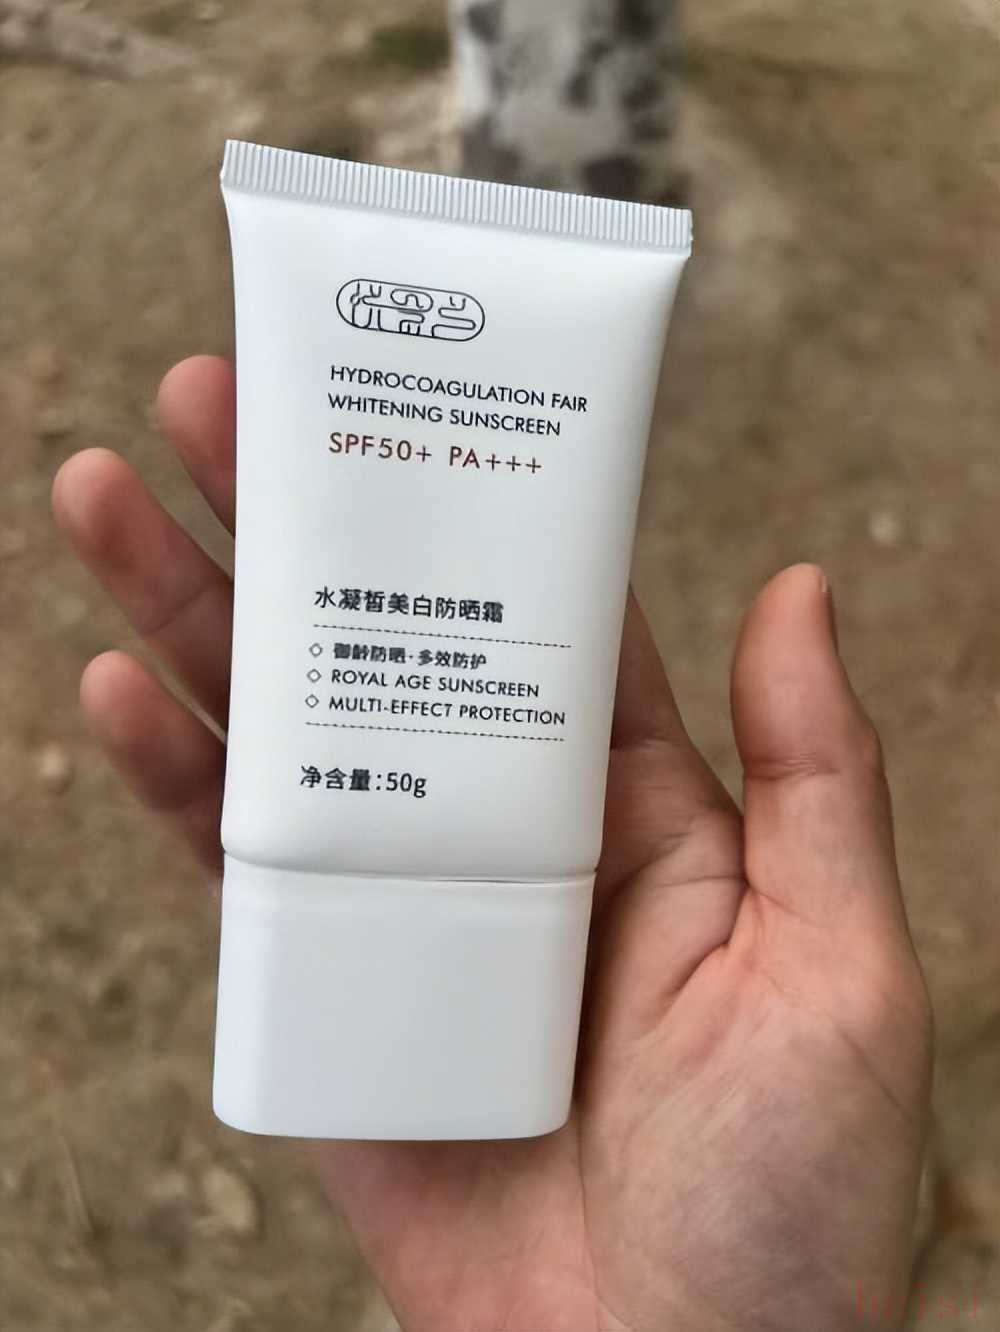 HYDROCOAGULATION FAIR
WHITENING SUNSCREEN
SPF50+ PA+++
水凝皙美白防晒霜
御龄防晒·多效防护
ROYAL AGE SUNSCREEN
MULTI-EFFECT PROTECTION
净含量:50g